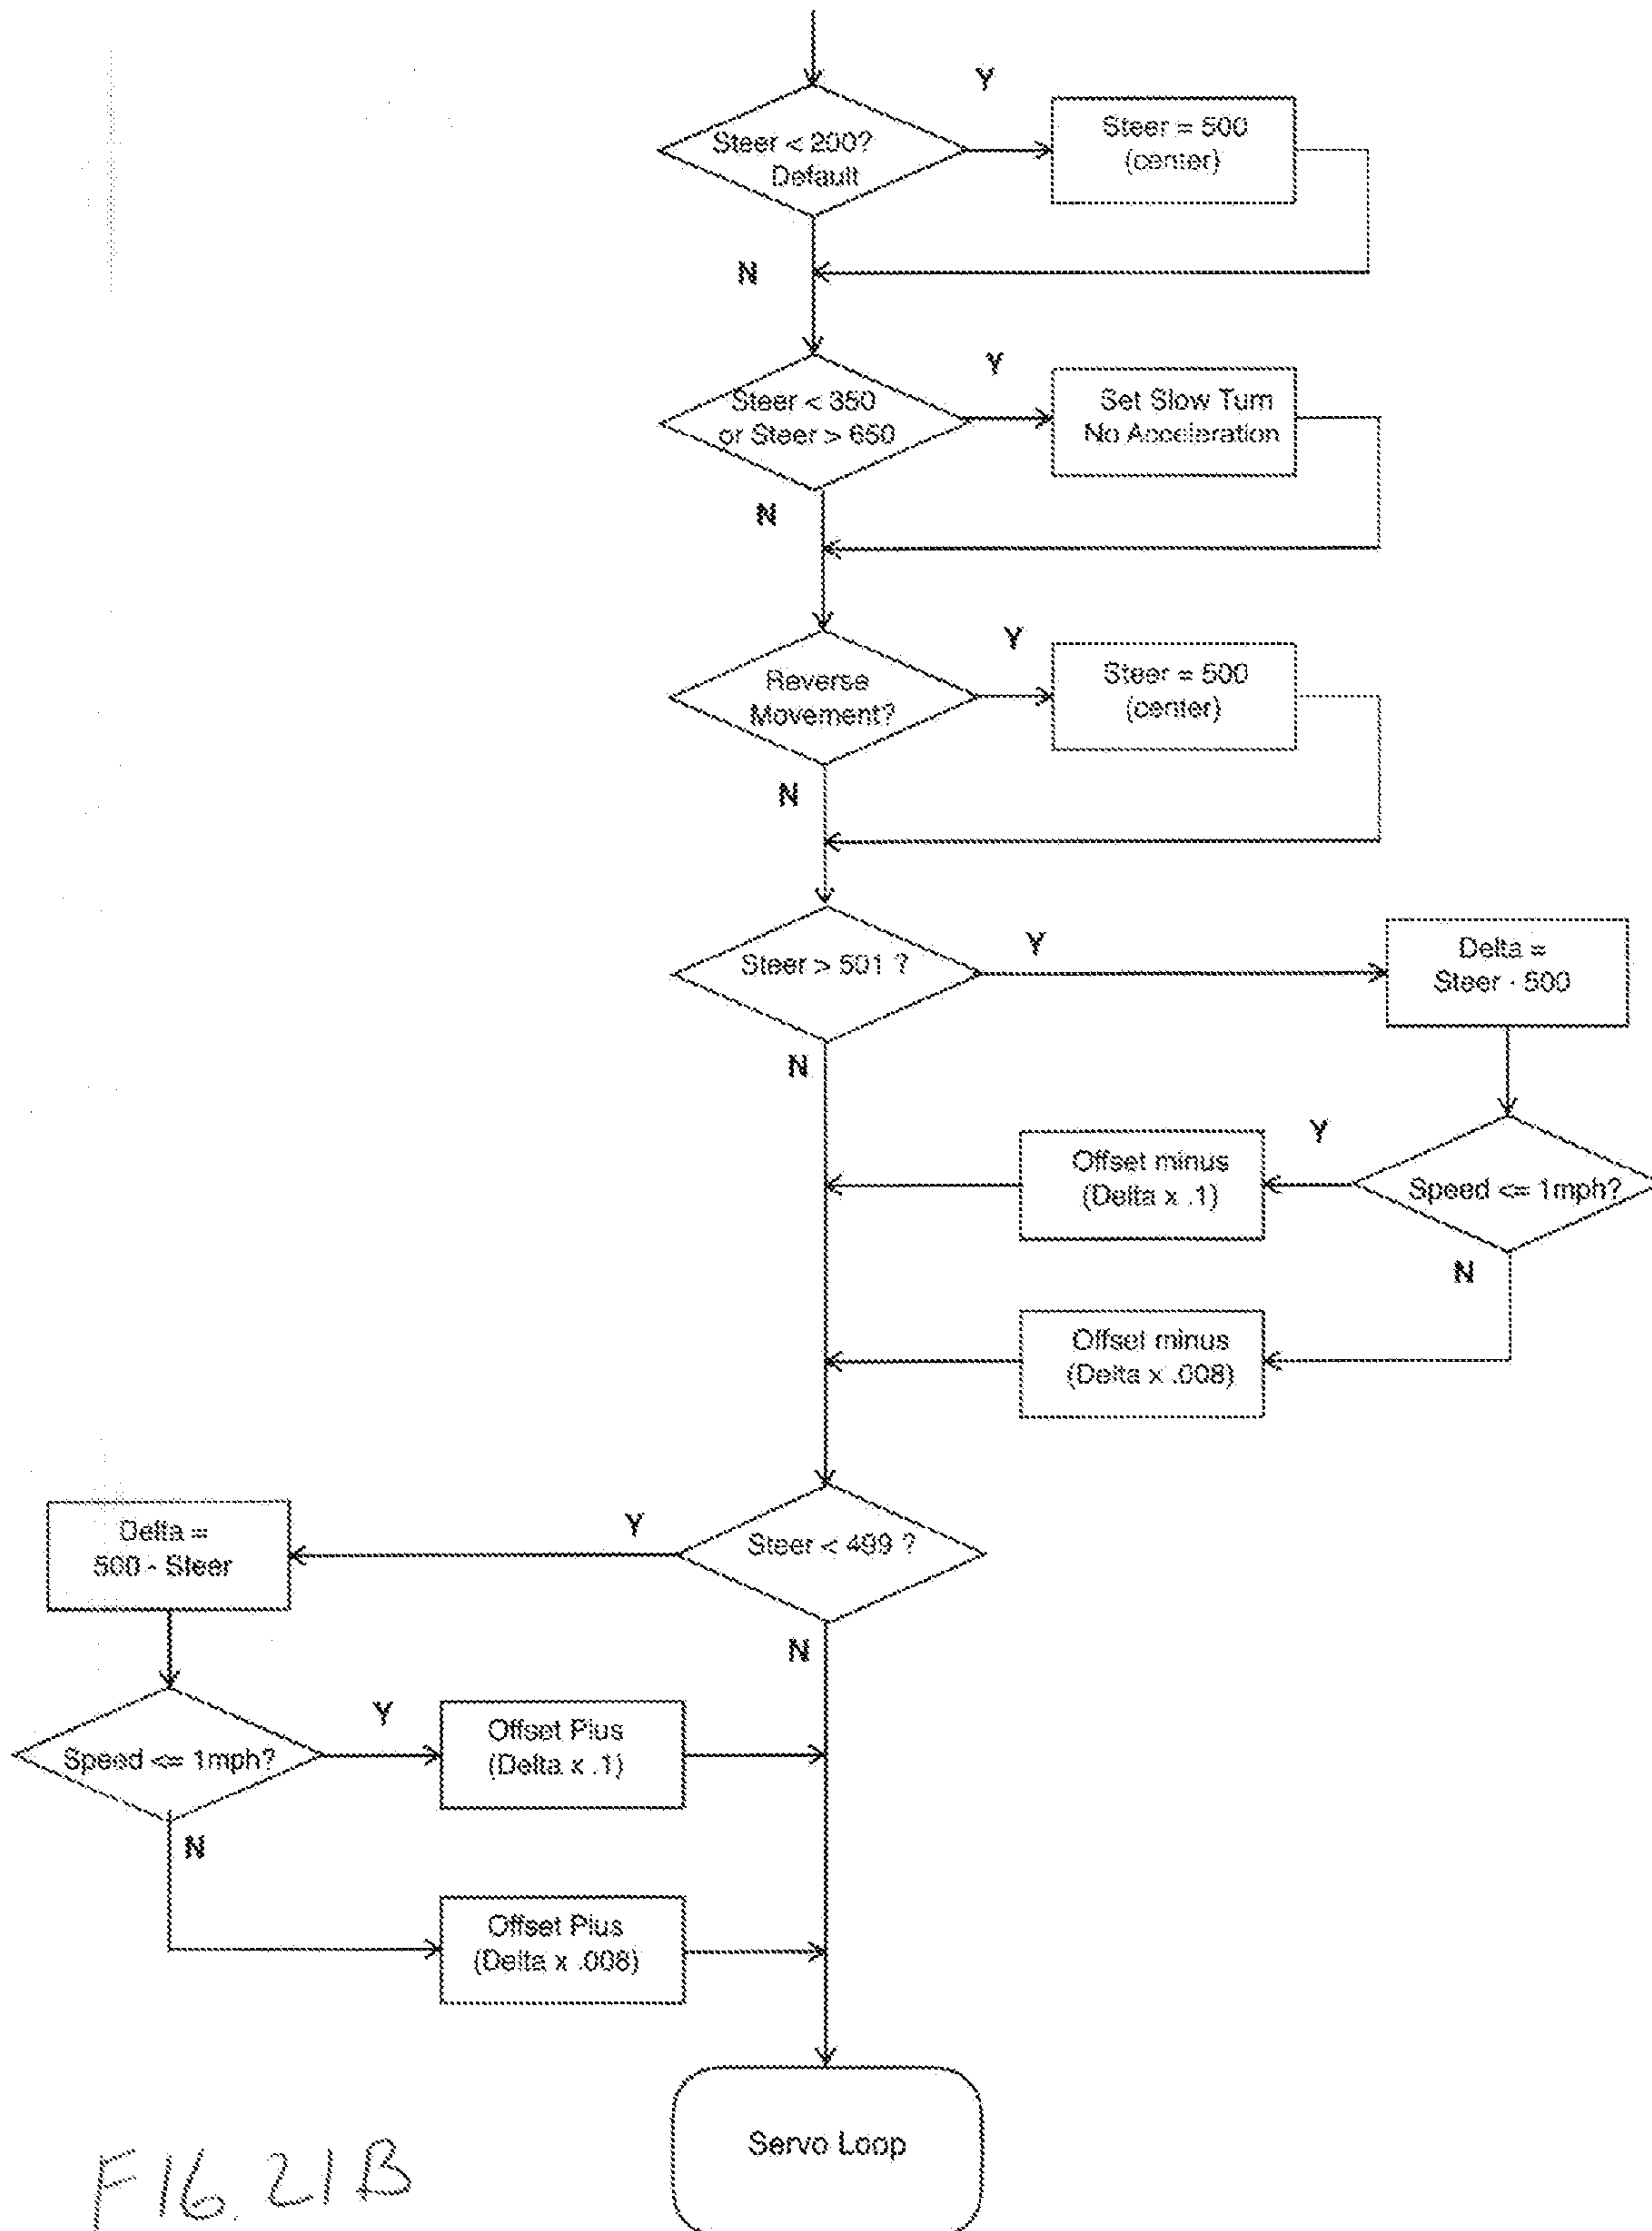 Y
Steer < 200?
Default
Steer = 500
(center)
N
Y
Steer < 350
or Steer > 650
Set Slow Turn
No Acceleration
N
Y
Reverse
Movement?
Steer = 500
(center)
N
Y
Steer > 501 ?
Delta =
Steer - 500
N
Y
Offset minus
(Delta x .1)
Speed <= 1mph?
N
Offset minus
(Delta x .008)
Y
Steer < 499 ?
Delta =
500 - Steer
N
Y
Speed <= 1mph?
Offset Plus
(Delta x .1)
N
Offset Plus
(Delta x .008)
Servo Loop
FIG. 21B